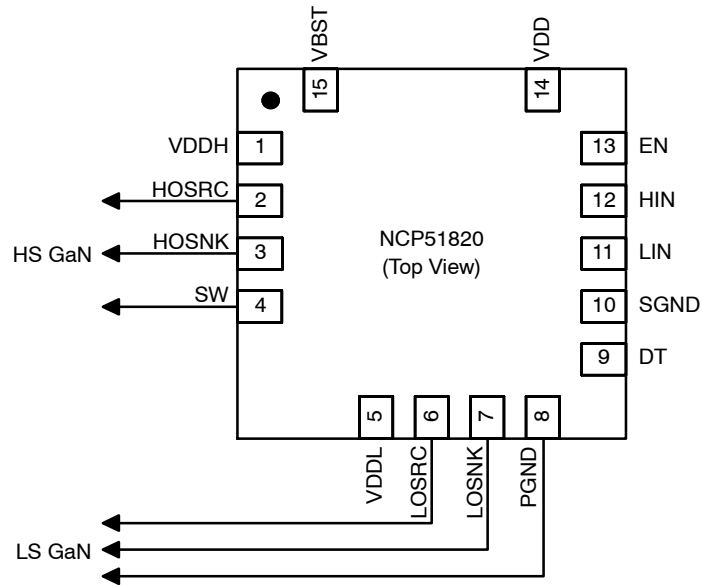 VBST
VDD
15
14
VDDH 1
13 EN
HOSRC 2
12 HIN
HS GaN
HOSNK 3
NCP51820
(Top View)
11 LIN
SW 4
10 SGND
9 DT
5
6
7
8
VDDL
LOSRC
LOSNK
PGND
LS GaN